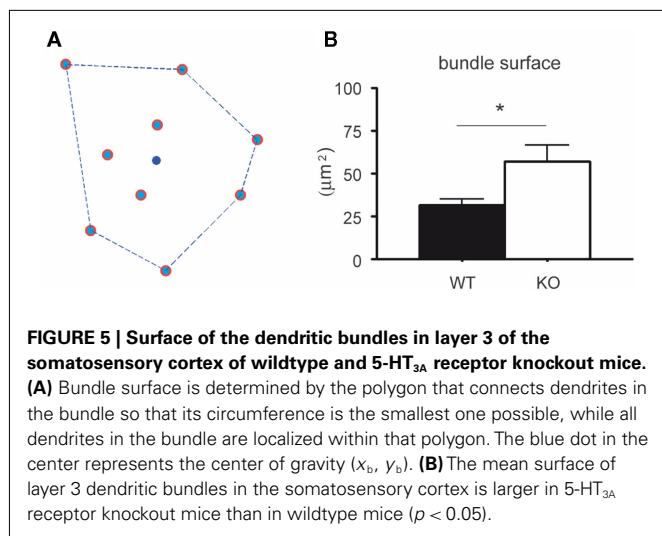 A
B
bundle surface
*
100
75
50
25
0
(μm²)
WT
KO
FIGURE 5 | Surface of the dendritic bundles in layer 3 of the
somatosensory cortex of wildtype and 5-HT₃A receptor knockout mice.
(A) Bundle surface is determined by the polygon that connects dendrites in
the bundle so that its circumference is the smallest one possible, while all
dendrites in the bundle are localized within that polygon. The blue dot in the
center represents the center of gravity (x_b, y_b). (B) The mean surface of
layer 3 dendritic bundles in the somatosensory cortex is larger in 5-HT₃A
receptor knockout mice than in wildtype mice (p < 0.05).